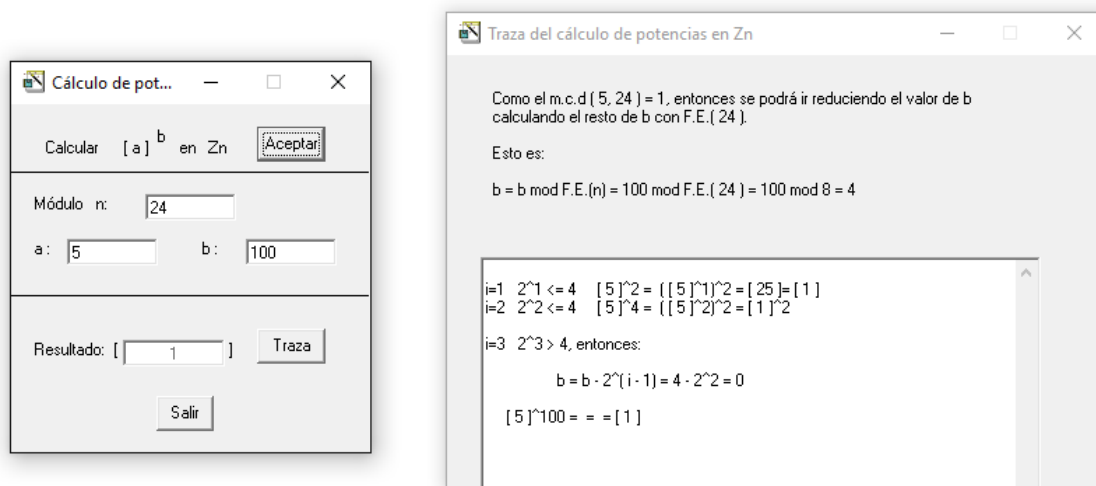 Cálculo de pot...
Calcular [ a ] b en Zn Aceptar
Módulo n: 24
a : 5 b : 100
Resultado: [ 1 ] Traza
Salir
Traza del cálculo de potencias en Zn
Como el m.c.d ( 5, 24 ) = 1, entonces se podrá ir reduciendo el valor de b
calculando el resto de b con F.E.( 24 ).
Esto es:
b = b mod F.E.(n) = 100 mod F.E.( 24 ) = 100 mod 8 = 4
i=1 2^1 <= 4 [ 5 ]^2 = ( [ 5 ]^1)^2 = [ 25 ]= [ 1 ]
i=2 2^2 <= 4 [ 5 ]^4 = ( [ 5 ]^2)^2 = [ 1 ]^2
i=3 2^3 > 4, entonces:
b = b - 2^( i - 1) = 4 - 2^2 = 0
[ 5 ]^100 = = = [ 1 ]